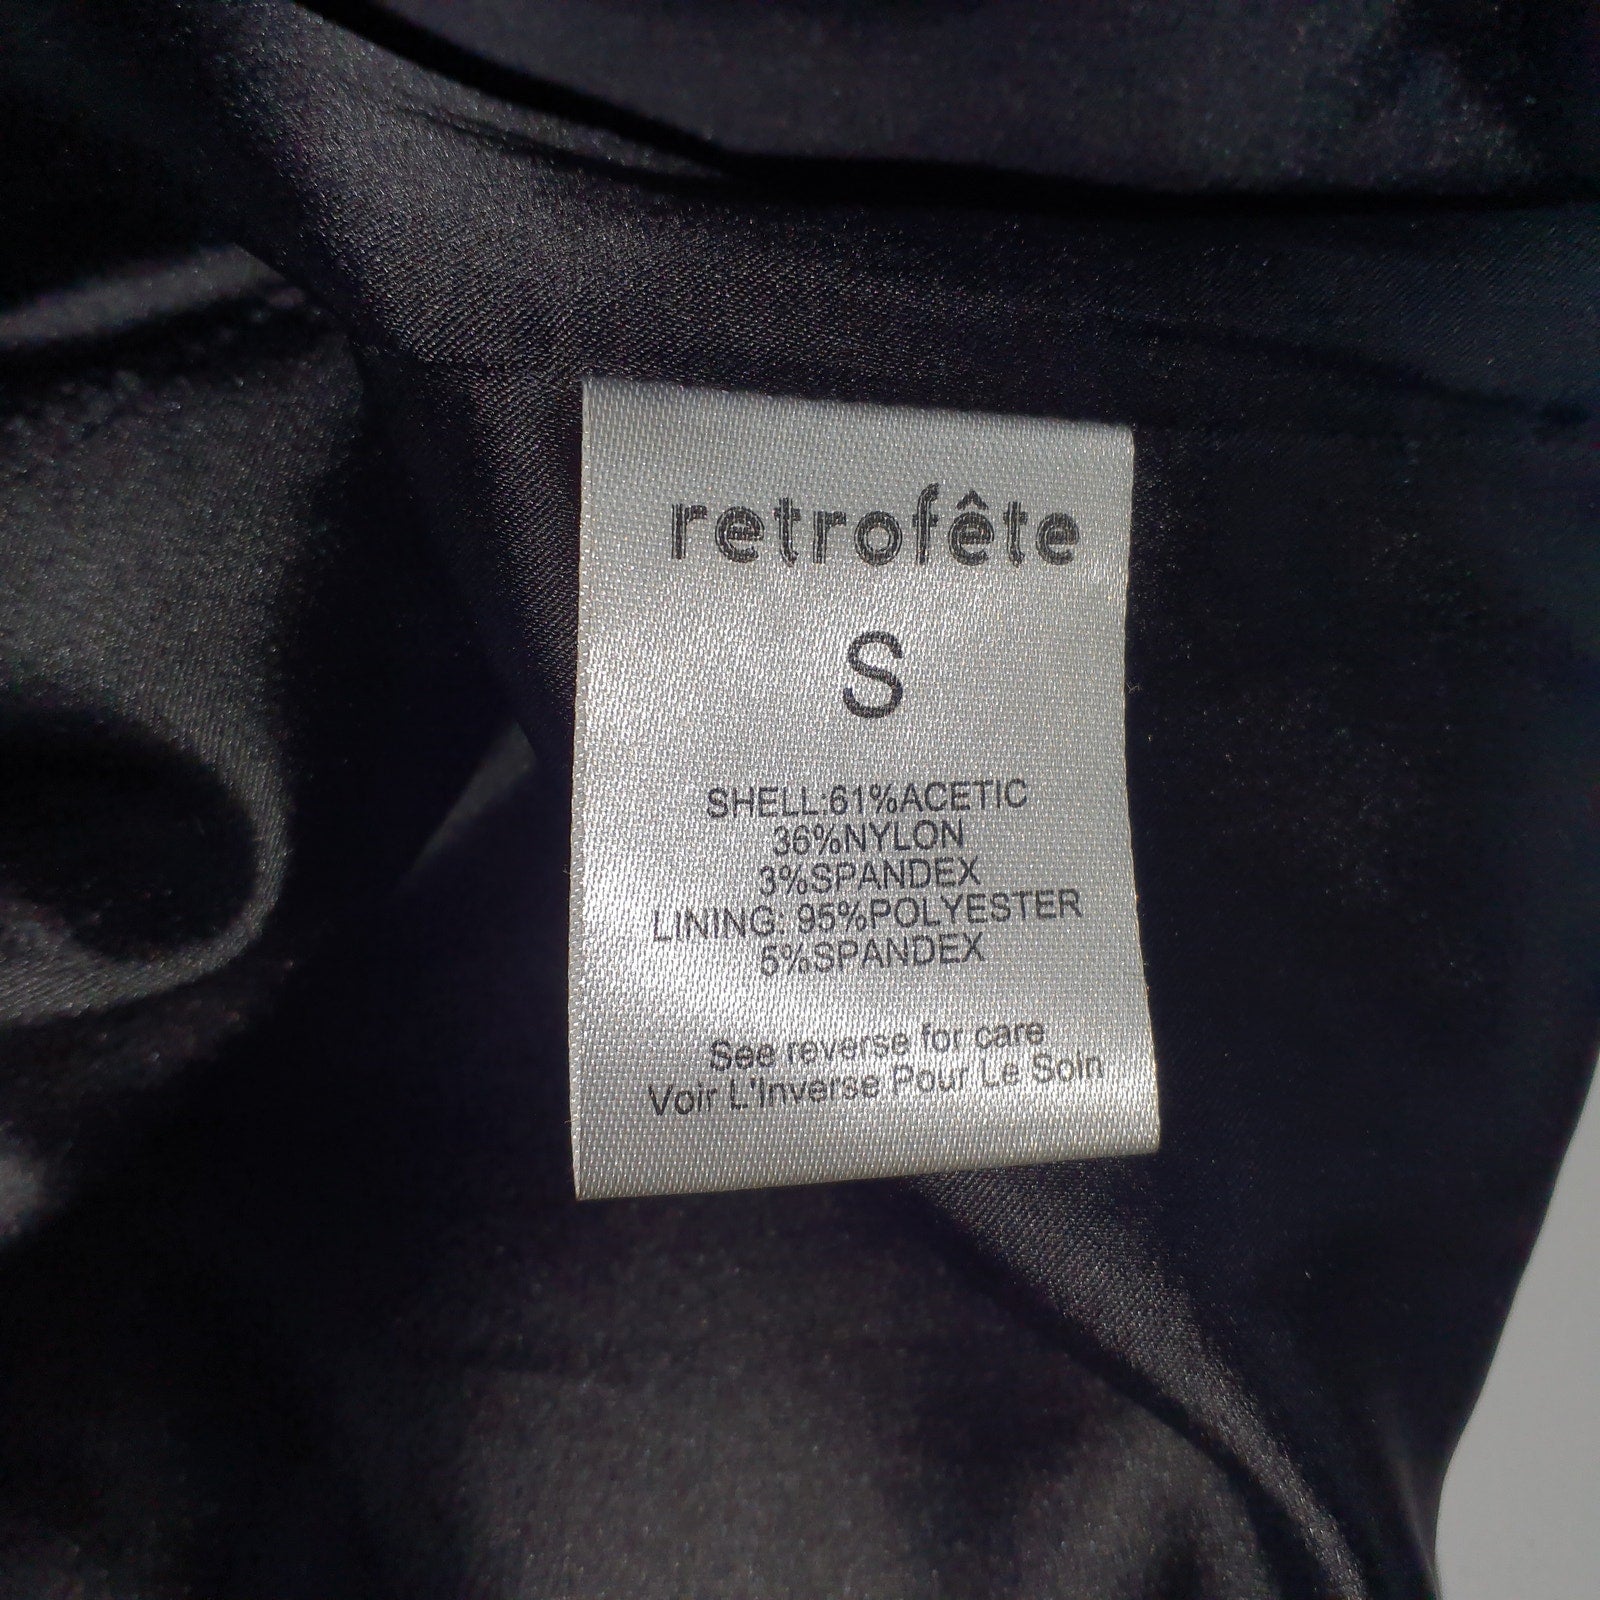 retrofête
S
SHELL:61%ACETIC
36%NYLON
3%SPANDEX
LINING: 95%POLYESTER
5%SPANDEX
See reverse for care
Voir L'Inverse Pour Le Soin